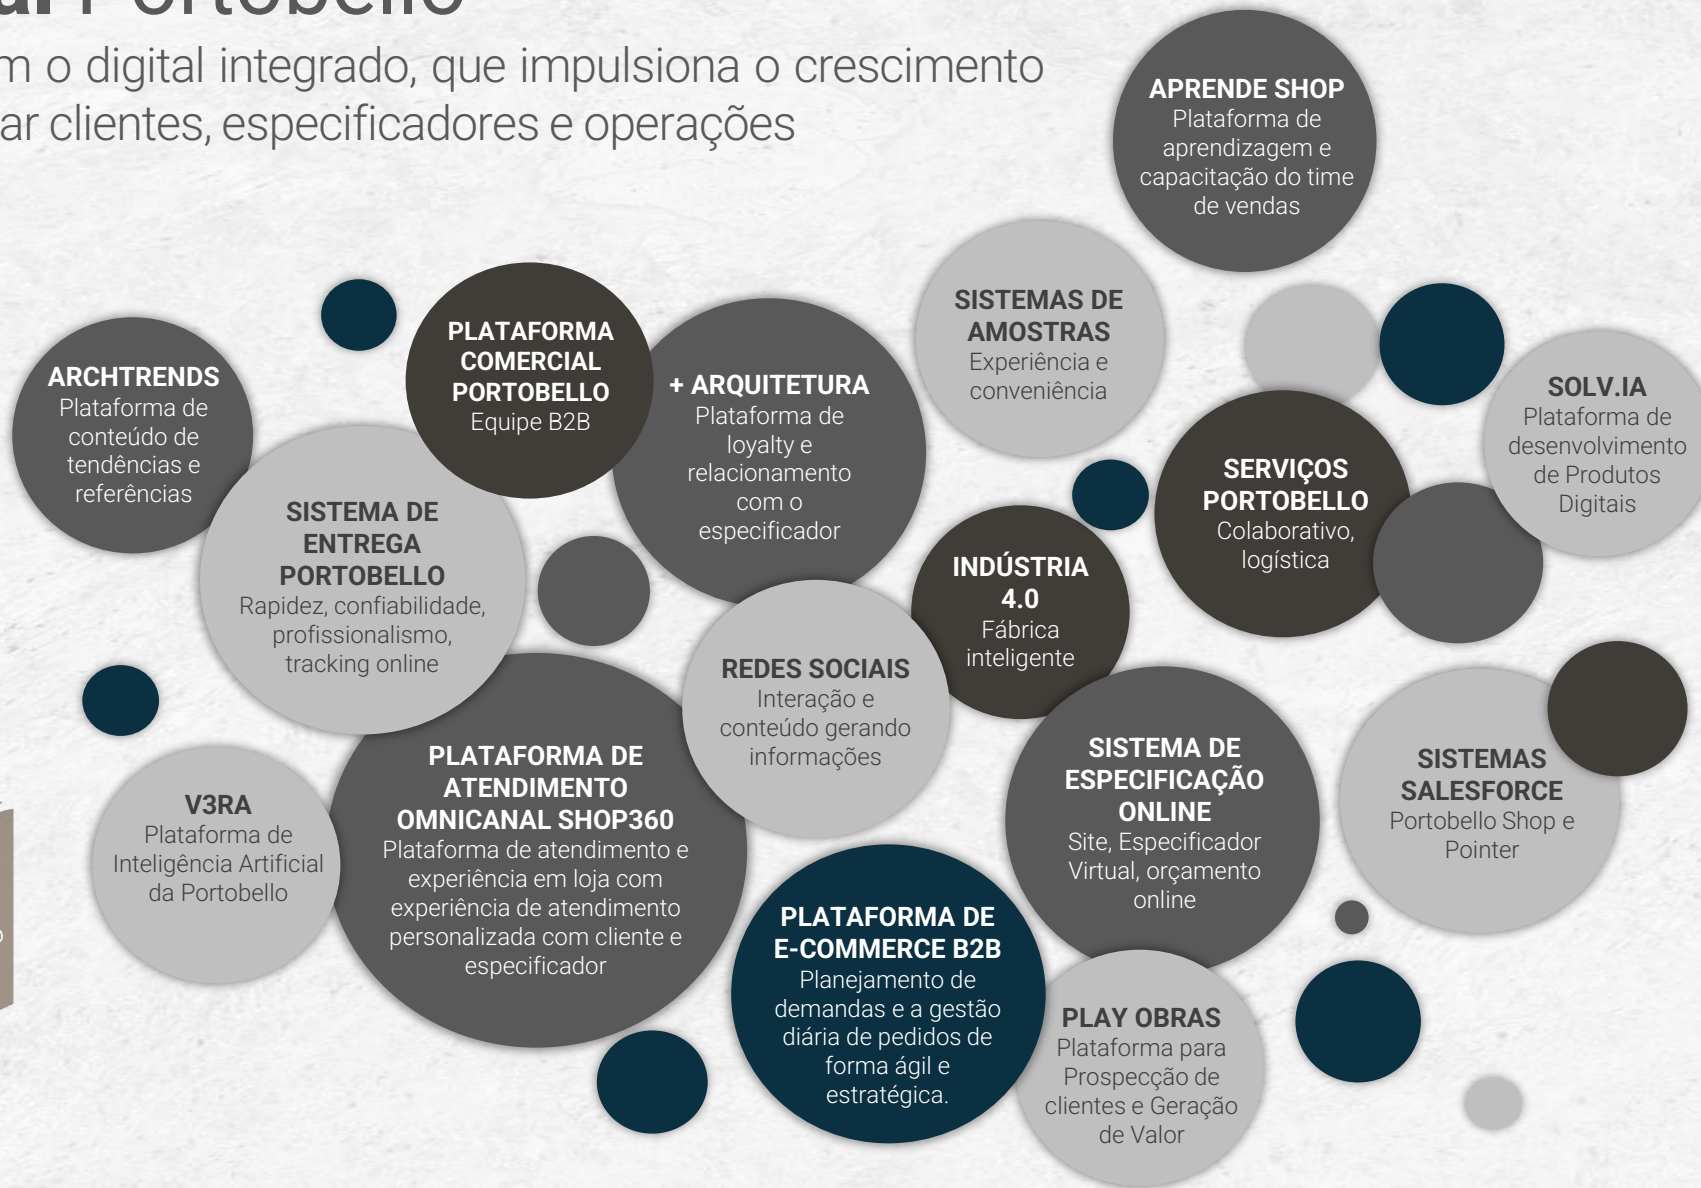 a. Portobello
m o digital integrado, que impulsiona o crescimento
ar clientes, especificadores e operações
APRENDE SHOP
Plataforma de
aprendizagem e
capacitação do time
de vendas
SISTEMAS DE
AMOSTRAS
Experiência e
conveniência
PLATAFORMA
COMERCIAL
PORTOBELLO
Equipe B2B
ARCHTRENDS
Plataforma de
conteúdo de
tendências e
referências
+ ARQUITETURA
Plataforma de
loyalty e
relacionamento
com o
especificador
SOLV.IA
Plataforma de
desenvolvimento
de Produtos
Digitais
SERVIÇOS
PORTOBELLO
Colaborativo,
logística
SISTEMA DE
ENTREGA
PORTOBELLO
Rapidez, confiabilidade,
profissionalismo,
tracking online
INDÚSTRIA
4.0
Fábrica
inteligente
REDES SOCIAIS
Interação e
conteúdo gerando
informações
PLATAFORMA DE
ATENDIMENTO
OMNICANAL SHOP360
Plataforma de atendimento e
experiência em loja com
experiência de atendimento
personalizada com cliente e
especificador
SISTEMA DE
ESPECIFICAÇÃO
ONLINE
Site, Especificador
Virtual, orçamento
online
SISTEMAS
SALESFORCE
Portobello Shop e
Pointer
V3RA
Plataforma de
Inteligência Artificial
da Portobello
PLATAFORMA DE
E-COMMERCE B2B
Planejamento de
demandas e a gestão
diária de pedidos de
forma ágil e
estratégica.
PLAY OBRAS
Plataforma para
Prospecção de
clientes e Geração
de Valor